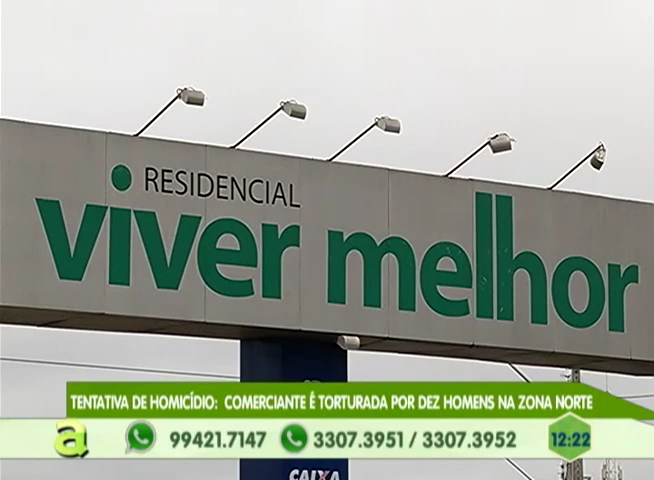 RESIDENCIAL
viver melhor
TENTATIVA DE HOMICÍDIO: COMERCIANTE É TORTURADA POR DEZ HOMENS NA ZONA NORTE
a 99421.7147 3307.3951 / 3307.3952 12:22
CAIXA